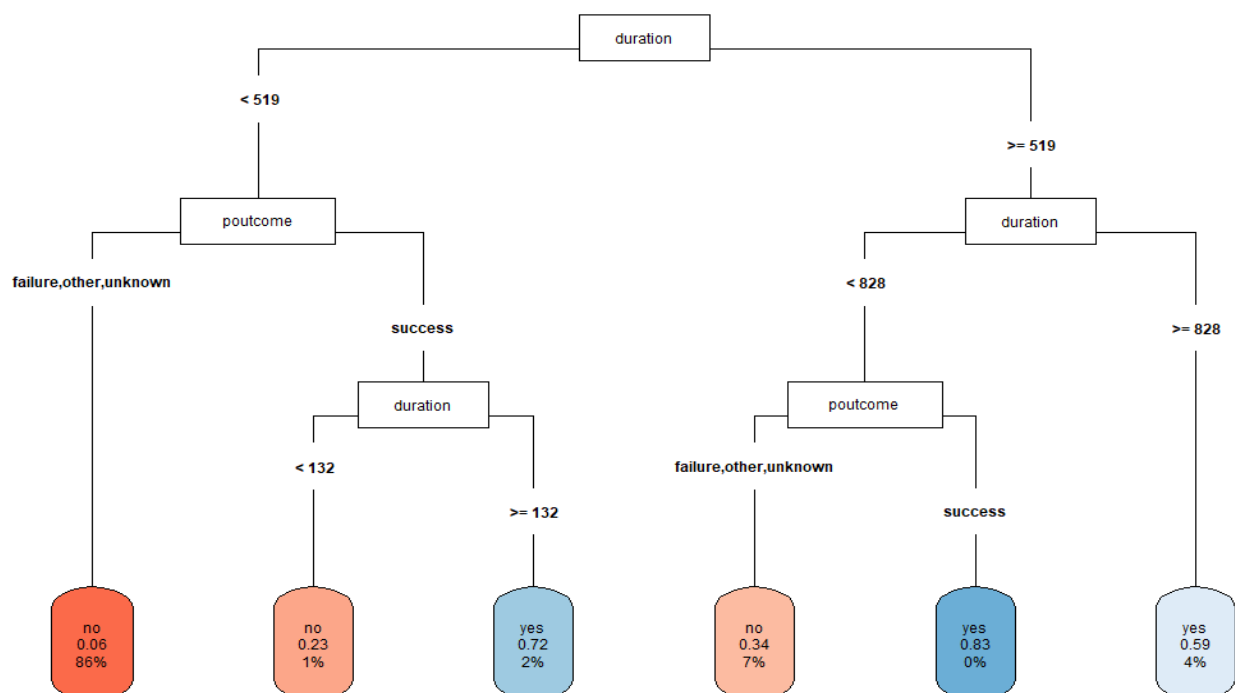 duration
< 519
>= 519
poutcome
duration
failure,other,unknown
< 828
success
>= 828
duration
poutcome
< 132
failure,other,unknown
>= 132
success
no
0.06
86%
no
0.23
1%
yes
0.72
2%
no
0.34
7%
yes
0.83
0%
yes
0.59
4%